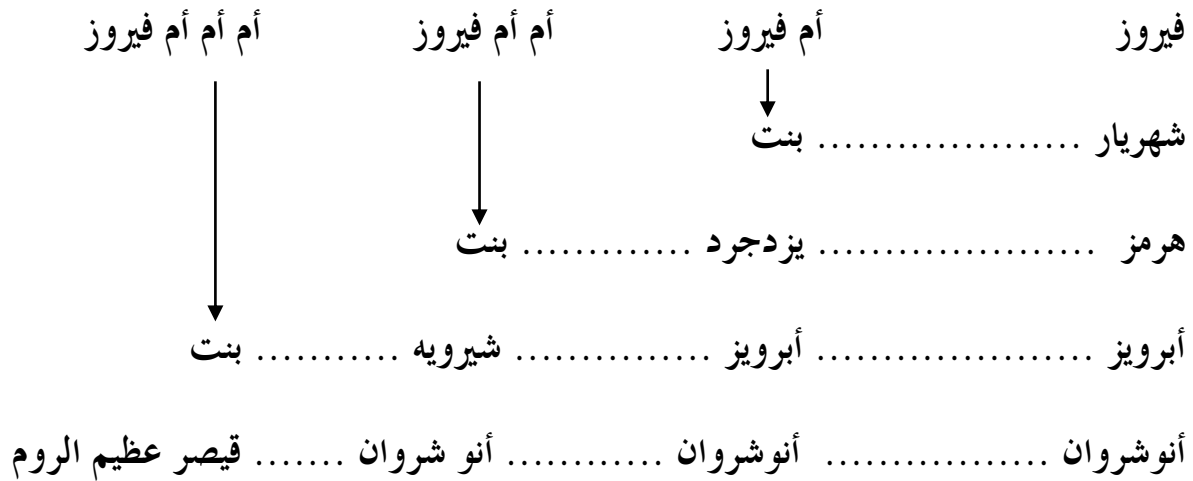 فيروز أم فيروز أم أم فيروز أم أم أم فيروز
شهريار .................... بنت
هرمز ..................... يزدجرد ............. بنت
أبرويز ..................... أبرويز ............... شيرويه ........... بنت
أنوشروان ................. أنوشروان ............ أنو شروان ....... قيصر عظيم الروم